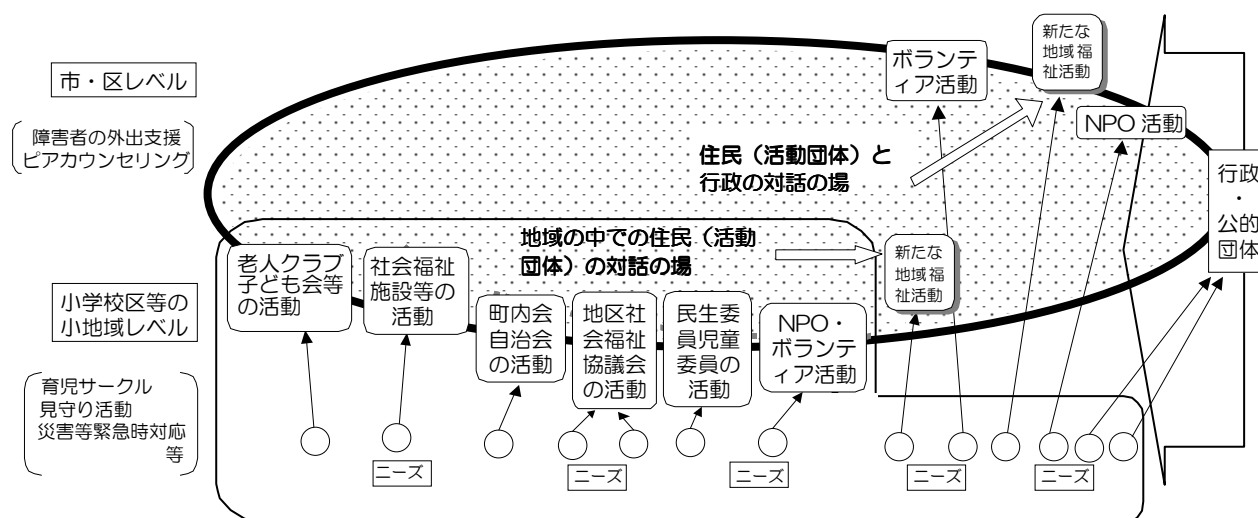 市・区レベル
障害者の外出支援
ピアカウンセリング
ボランテ
ィア活動
新たな
地域福
祉活動
NPO 活動
住民（活動団体）と
行政の対話の場
行政
・
公的
団体
地域の中での住民（活動
団体）の対話の場
新たな
地域福
祉活動
小学校区等の
小地域レベル
老人クラブ
子ども会等
の活動
社会福祉
施設等の
活動
町内会
自治会
の活動
地区社
会福祉
協議会
の活動
民生委
員児童
委員の
活動
NPO・
ボランテ
ィア活動
育児サークル
見守り活動
災害等緊急時対応
等
ニーズ
ニーズ
ニーズ
ニーズ
ニーズ